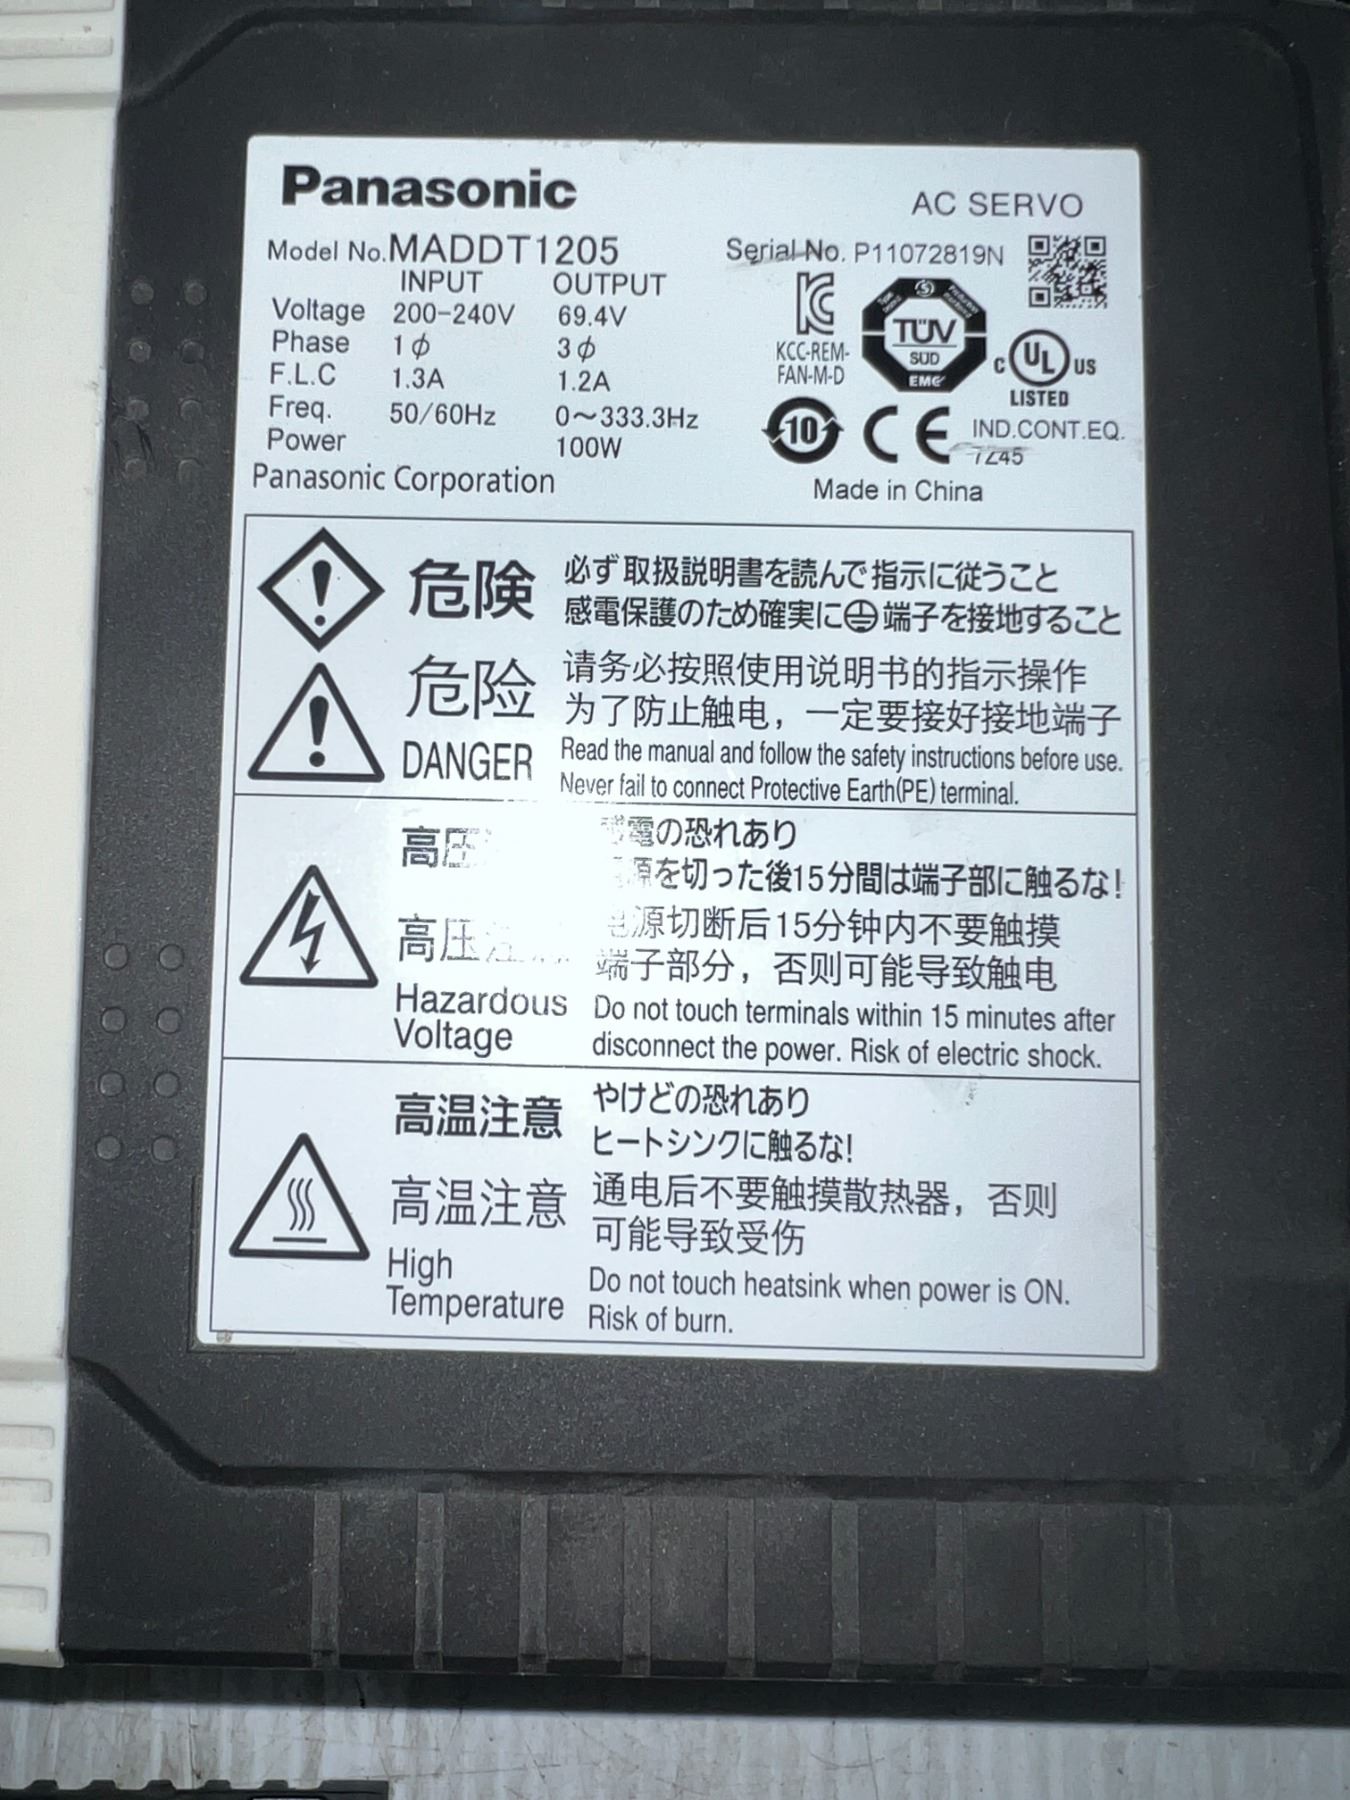 Panasonic
AC SERVO
Model No. MADDT1205
Serial No. P11072819N
INPUT OUTPUT
Voltage 200-240V 69.4V
Phase 1ϕ 3ϕ
F.L.C 1.3A 1.2A
Freq. 50/60Hz 0～333.3Hz
Power 100W
Panasonic Corporation
KCC-REM-
FAN-M-D
TÜV
SÜD
EMC
C UL US
LISTED
10
CE
IND.CONT.EQ.
7Z45
Made in China
危険
必ず取扱説明書を読んで指示に従うこと
感電保護のため確実に⏚端子を接地すること
危险
请务必按照使用说明书的指示操作
为了防止触电，一定要接好接地端子
DANGER
Read the manual and follow the safety instructions before use.
Never fail to connect Protective Earth(PE) terminal.
高圧
感電の恐れあり
源を切った後15分間は端子部に触るな!
高压注意
电源切断后15分钟内不要触摸
端子部分，否则可能导致触电
Hazardous
Voltage
Do not touch terminals within 15 minutes after
disconnect the power. Risk of electric shock.
高温注意
やけどの恐れあり
ヒートシンクに触るな!
高温注意
通电后不要触摸散热器，否则
可能导致受伤
High
Temperature
Do not touch heatsink when power is ON.
Risk of burn.